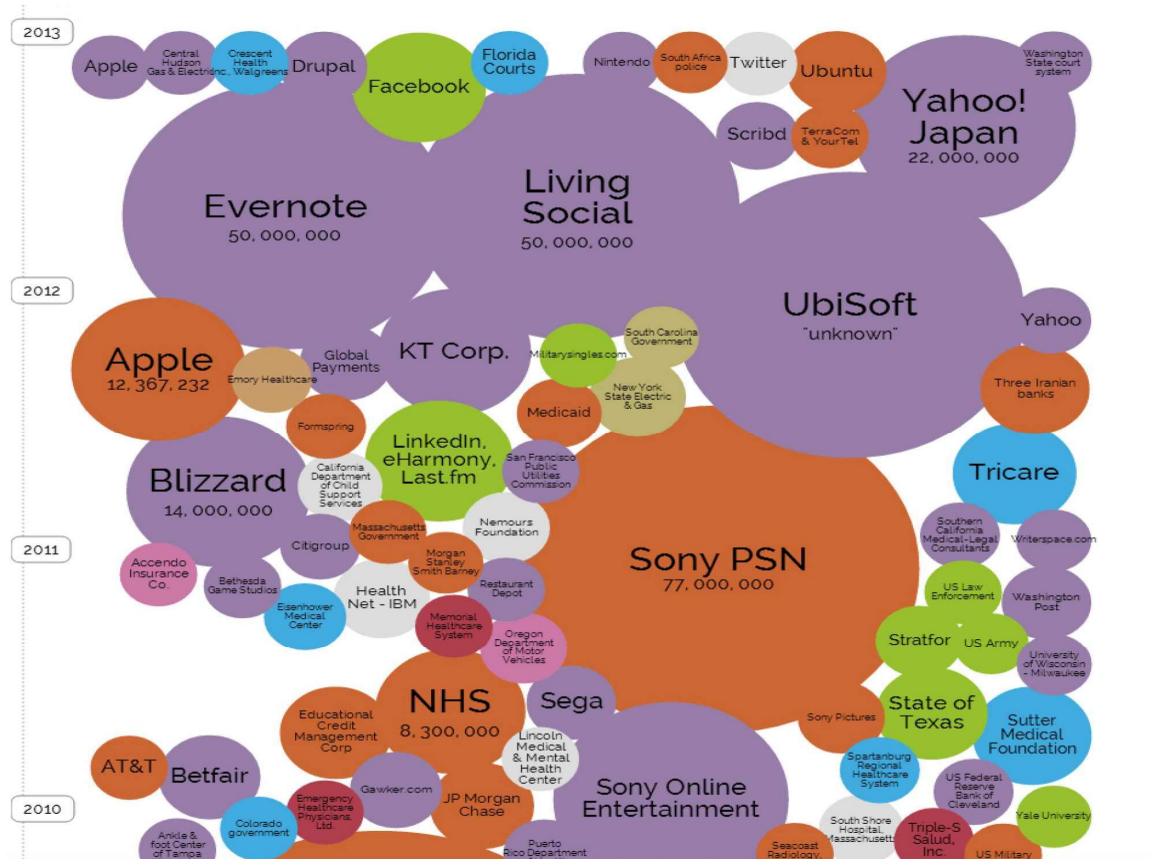 2013
Apple
Central
Hudson
Gas & Electric
Crescent
Health
Inc., Walgreens
Drupal
Facebook
Florida
Courts
Nintendo
South Africa
police
Twitter
Ubuntu
Washington
State court
system
Yahoo!
Japan
22, 000, 000
Scribd
TerraCom
& YourTel
Evernote
50, 000, 000
Living
Social
50, 000, 000
2012
UbiSoft
"unknown"
Yahoo
Apple
12, 367, 232
Emory Healthcare
Global
Payments
KT Corp.
Militarysingles.com
South Carolina
Government
New York
State Electric
& Gas
Medicaid
Three Iranian
banks
Formspring
LinkedIn,
eHarmony,
Last.fm
San Francisco
Public
Utilities
Commission
Tricare
Blizzard
14, 000, 000
California
Department
of Child
Support
Services
Massachusetts
Government
Nemours
Foundation
Southern
California
Medical-Legal
Consultants
Writerspace.com
2011
Citigroup
Morgan
Stanley
Smith Barney
Sony PSN
77, 000, 000
Accendo
Insurance
Co.
Bethesda
Game Studios
Eisenhower
Medical
Center
Health
Net - IBM
Restaurant
Depot
Memorial
Healthcare
System
Oregon
Department
of Motor
Vehicles
US Law
Enforcement
Washington
Post
Stratfor
US Army
University
of Wisconsin
- Milwaukee
NHS
8, 300, 000
Sega
Educational
Credit
Management
Corp
Lincoln
Medical
& Mental
Health
Center
Sony Pictures
State of
Texas
Sutter
Medical
Foundation
AT&T
Betfair
Gawker.com
JP Morgan
Chase
Sony Online
Entertainment
Spartanburg
Regional
Healthcare
System
US Federal
Reserve
Bank of
Cleveland
2010
Colorado
government
Emergency
Healthcare
Physicians,
Ltd.
Ankle &
foot Center
of Tampa
Puerto
Rico Department
Seacoast
Radiology,
South Shore
Hospital,
Massachusetts
Triple-S
Salud,
Inc.
US Military
Yale University